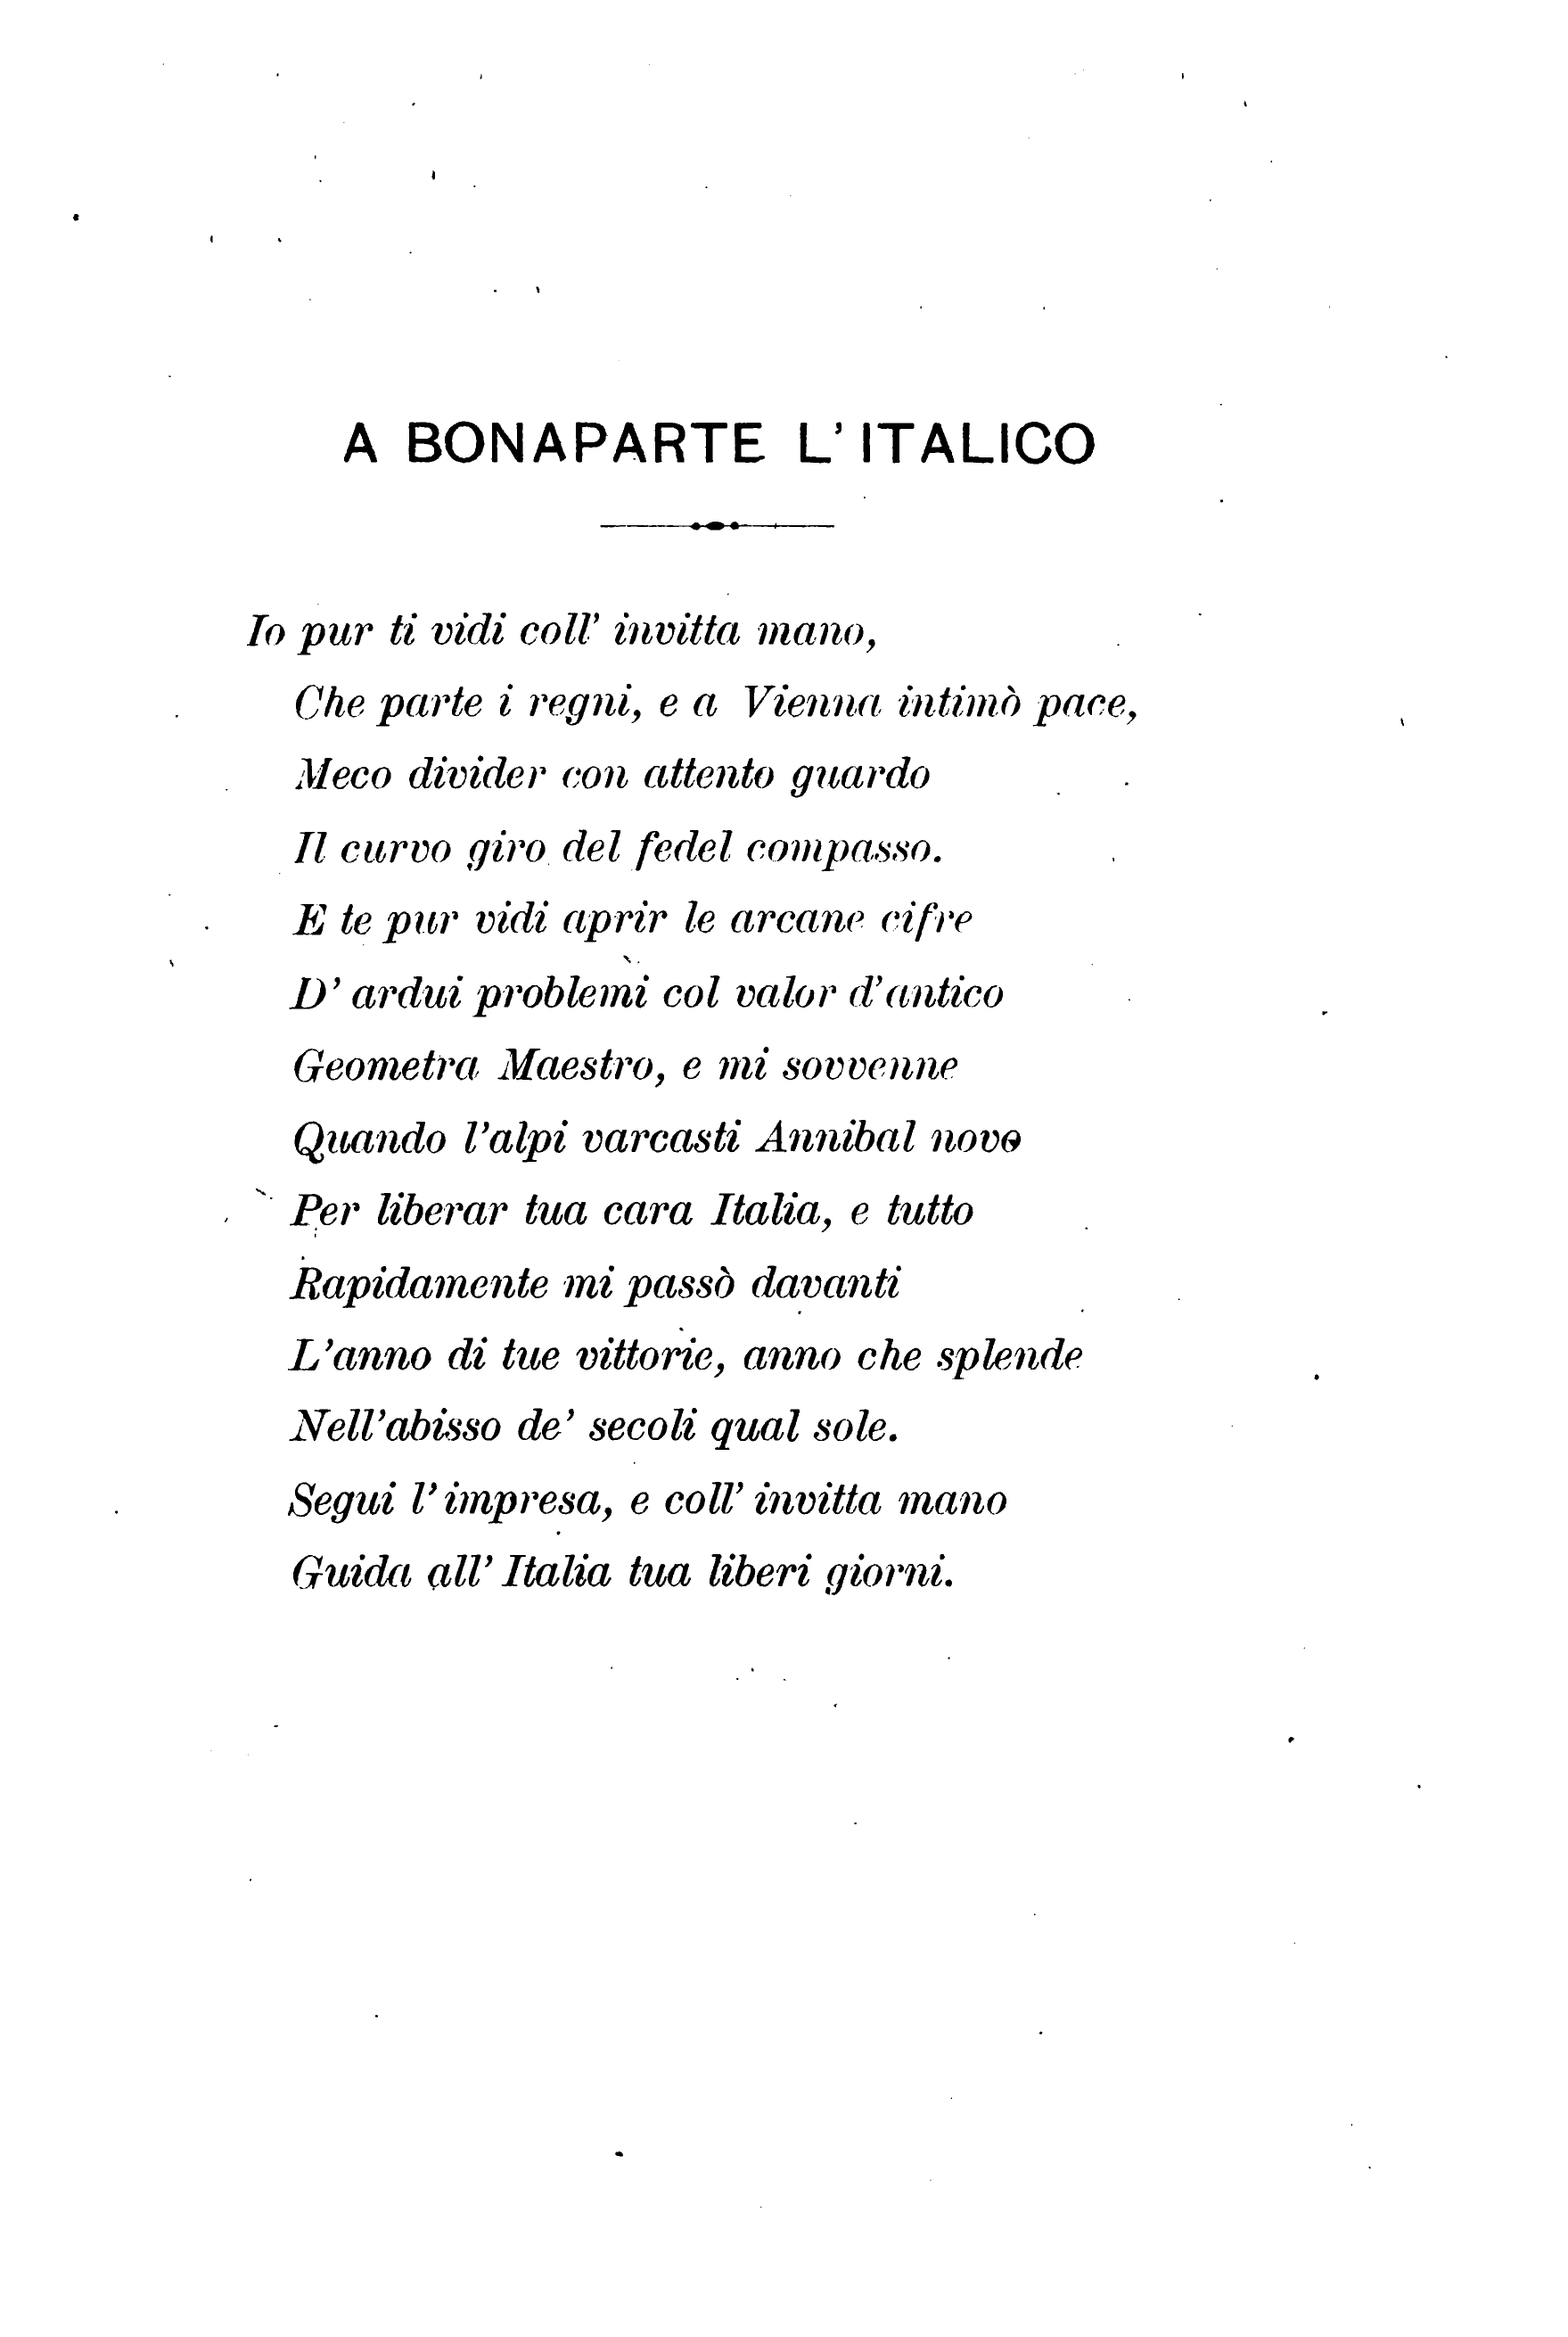 A BONAPARTE L' ITALICO
Io pur ti vidi coll' invitta mano,
Che parte i regni, e a Vienna intimò pace,
Meco divider con attento guardo
Il curvo giro del fedel compasso.
E te pur vidi aprir le arcane cifre
D' ardui problemi col valor d'antico
Geometra Maestro, e mi sovvenne
Quando l'alpi varcasti Annibal novo
Per liberar tua cara Italia, e tutto
Rapidamente mi passò davanti
L'anno di tue vittorie, anno che splende
Nell'abisso de' secoli qual sole.
Segui l' impresa, e coll' invitta mano
Guida all' Italia tua liberi giorni.